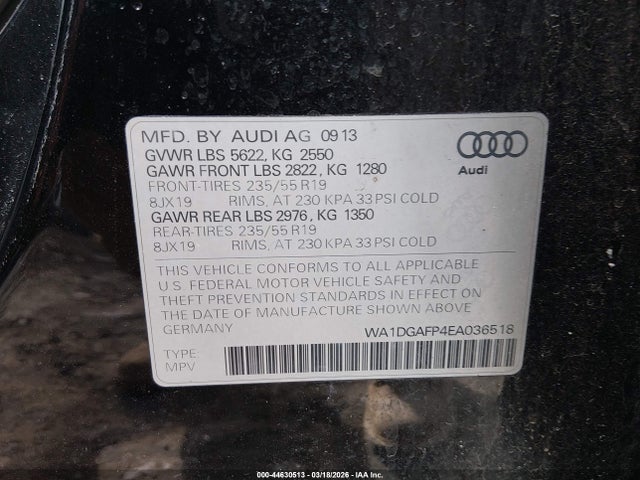 MFD. BY AUDI AG 09 13
GVWR LBS 5622, KG 2550
GAWR FRONT LBS 2822, KG 1280
FRONT-TIRES 235/55 R19
8JX19 RIMS, AT 230 KPA 33 PSI COLD
GAWR REAR LBS 2976, KG 1350
REAR-TIRES 235/55 R19
8JX19 RIMS, AT 230 KPA 33 PSI COLD
Audi
THIS VEHICLE CONFORMS TO ALL APPLICABLE
U.S. FEDERAL MOTOR VEHICLE SAFETY AND
THEFT PREVENTION STANDARDS IN EFFECT ON
THE DATE OF MANUFACTURE SHOWN ABOVE
GERMANY WA1DGAFP4EA036518
TYPE:
MPV
000-44630513 - 03/18/2026 - IAA, Inc.